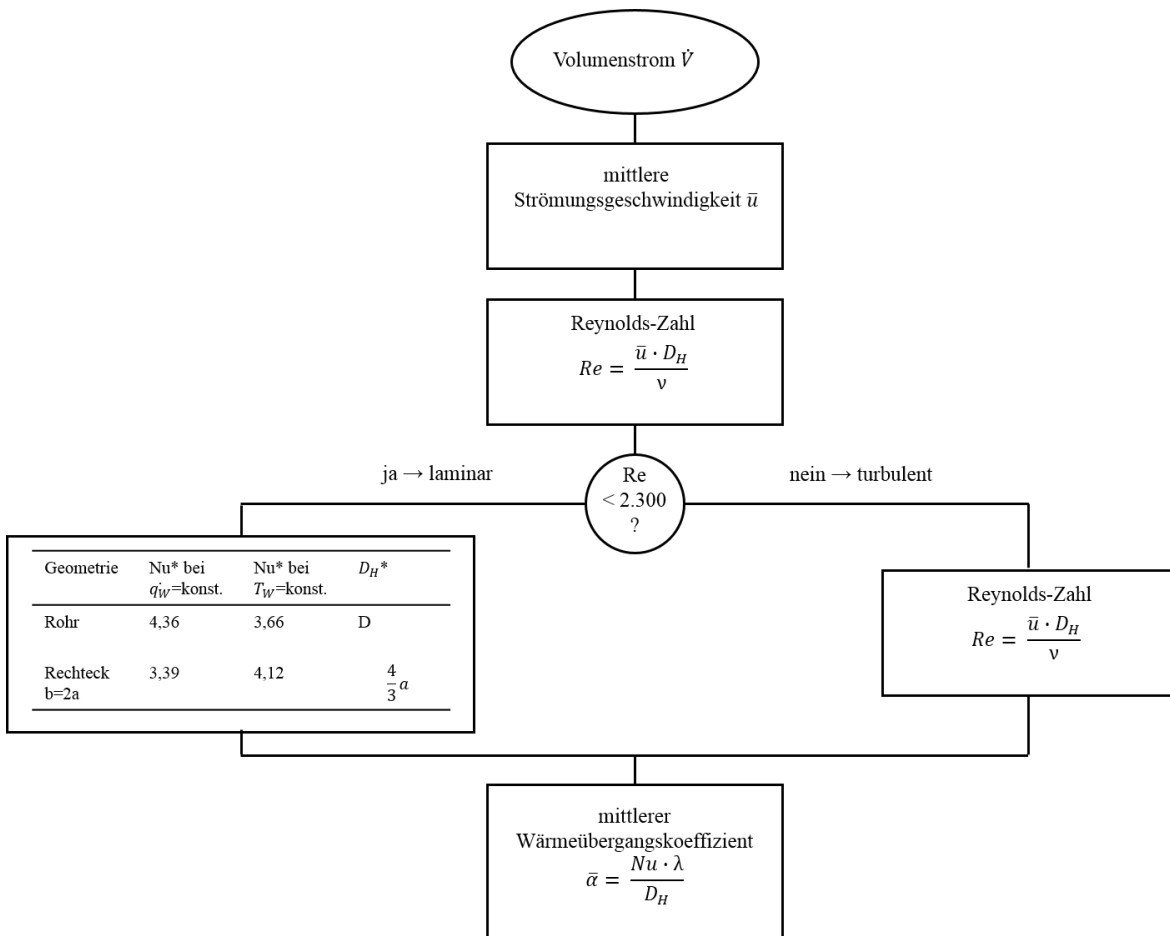 Volumenstrom V̇
mittlere
Strömungsgeschwindigkeit ū
Reynolds-Zahl
Re = ū · D_H / ν
ja → laminar
Re
< 2.300
?
nein → turbulent
Geometrie Nu* bei Nu* bei D_H*
q̇_W=konst. T_W=konst.
Rohr 4,36 3,66 D
Rechteck 3,39 4,12 4/3 a
b=2a
Reynolds-Zahl
Re = ū · D_H / ν
mittlerer
Wärmeübergangskoeffizient
ᾱ = Nu · λ / D_H